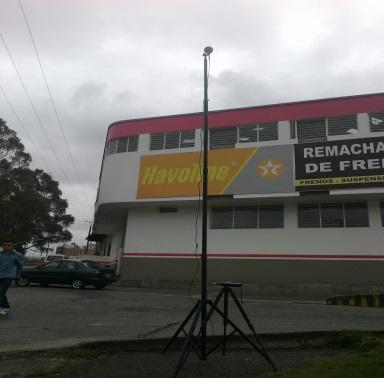 Havoline
REMACHA
DE FRE
FRENOS - SUSPENS